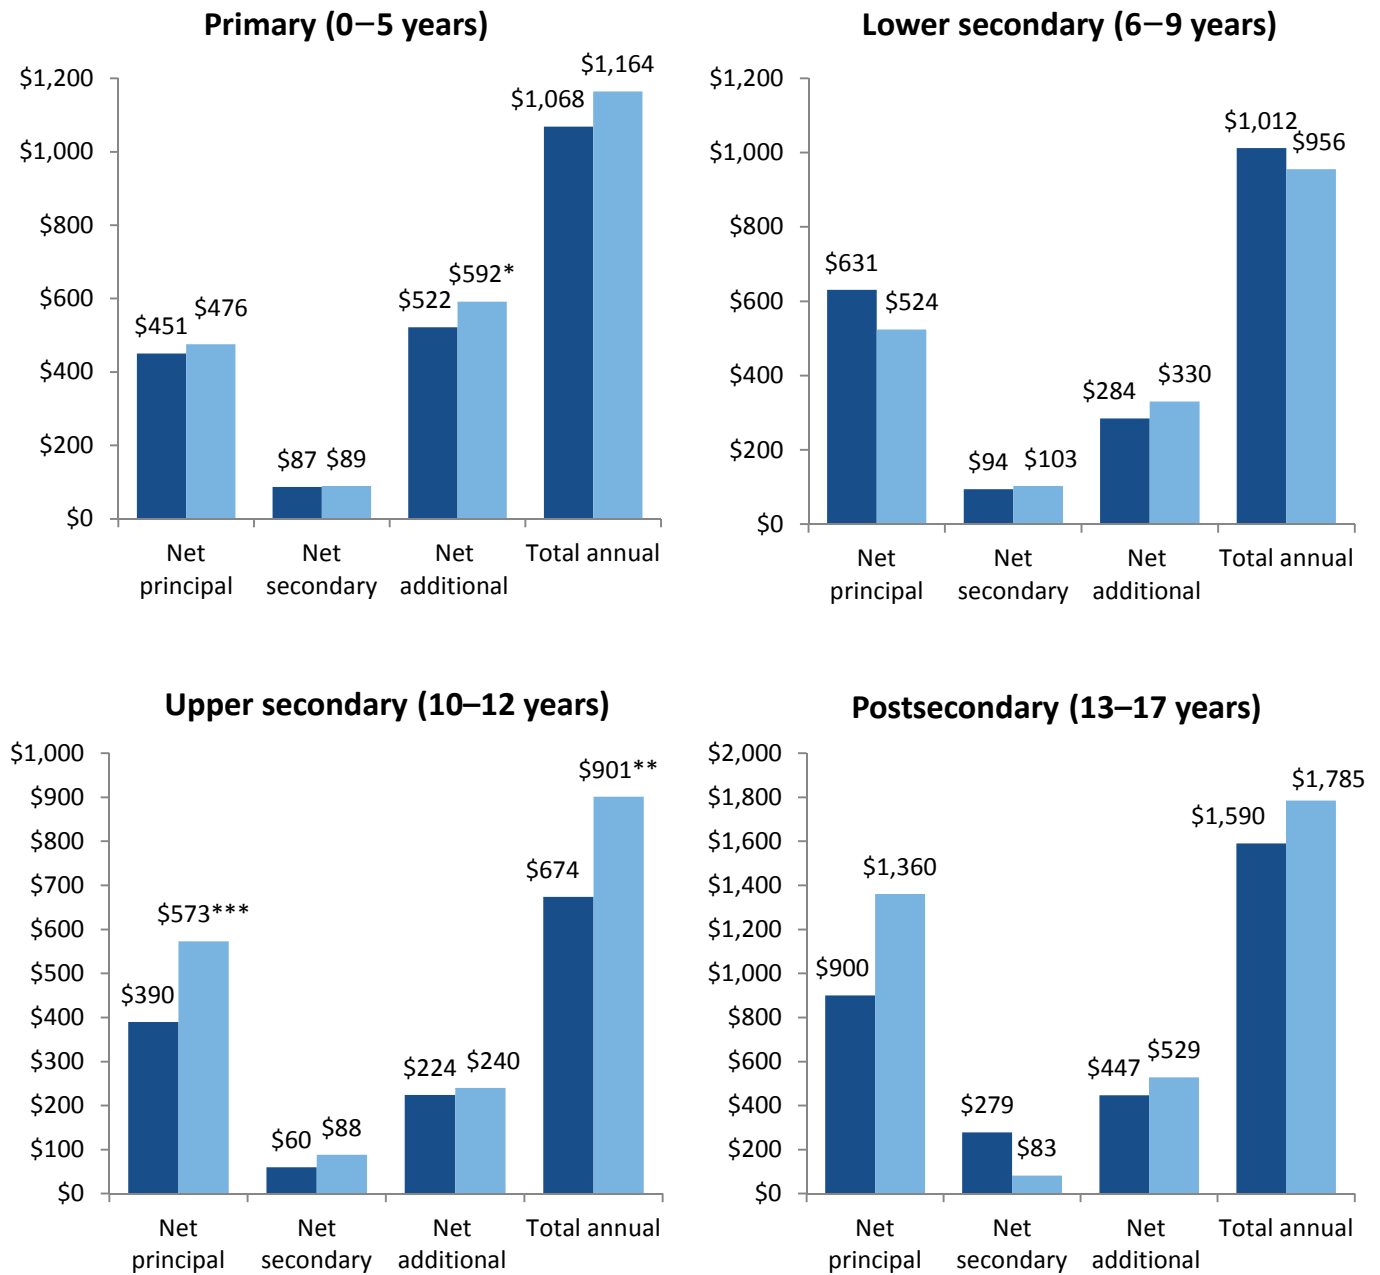 Primary (0–5 years)
$1,200
$1,000
$800
$600
$400
$200
$0
$451
$476
$87
$89
$522
$592*
$1,068
$1,164
Net
principal
Net
secondary
Net
additional
Total annual
Lower secondary (6–9 years)
$1,200
$1,000
$800
$600
$400
$200
$0
$631
$524
$94
$103
$284
$330
$1,012
$956
Net
principal
Net
secondary
Net
additional
Total annual
Upper secondary (10–12 years)
$1,000
$900
$800
$700
$600
$500
$400
$300
$200
$100
$0
$390
$573***
$60
$88
$224
$240
$674
$901**
Net
principal
Net
secondary
Net
additional
Total annual
Postsecondary (13–17 years)
$2,000
$1,800
$1,600
$1,400
$1,200
$1,000
$800
$600
$400
$200
$0
$900
$1,360
$279
$83
$447
$529
$1,590
$1,785
Net
principal
Net
secondary
Net
additional
Total annual